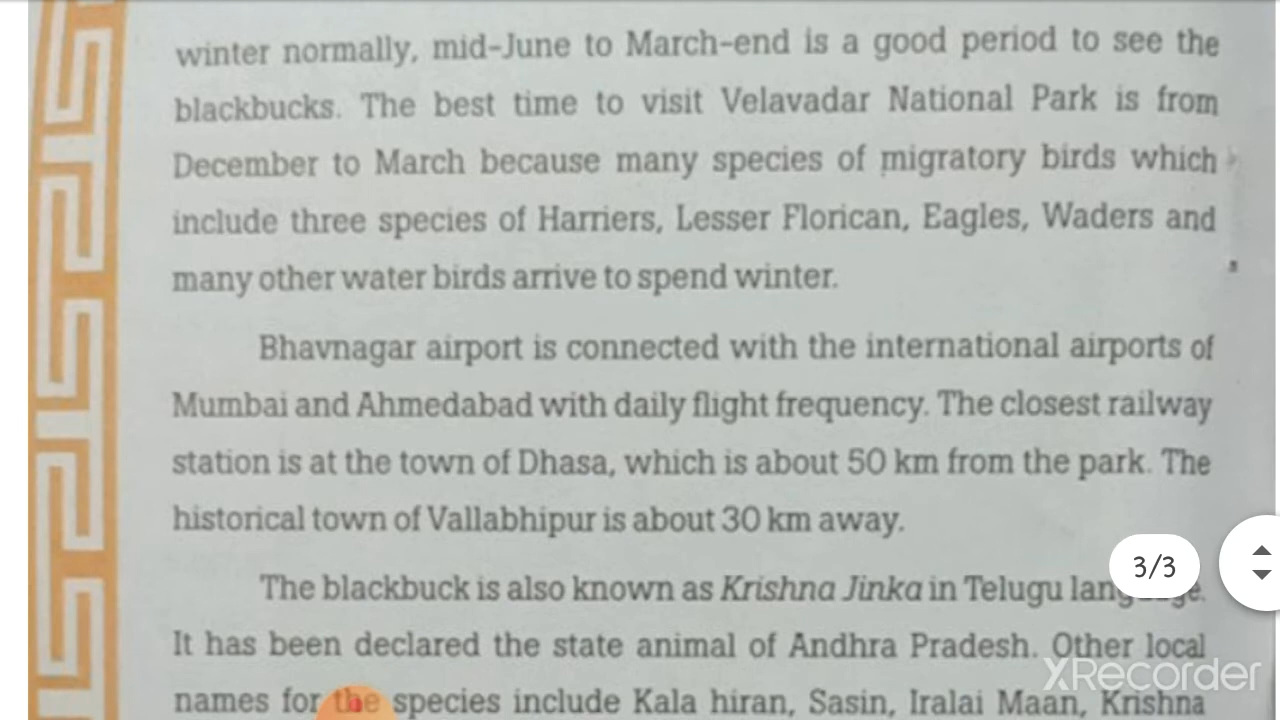 winter normally, mid-June to March-end is a good period to see the
blackbucks. The best time to visit Velavadar National Park is from
December to March because many species of migratory birds which
include three species of Harriers, Lesser Florican, Eagles, Waders and
many other water birds arrive to spend winter.
Bhavnagar airport is connected with the international airports of
Mumbai and Ahmedabad with daily flight frequency. The closest railway
station is at the town of Dhasa, which is about 50 km from the park. The
historical town of Vallabhipur is about 30 km away.
3/3
The blackbuck is also known as Krishna Jinka in Telugu language.
It has been declared the state animal of Andhra Pradesh. Other local
XRecorder
names for the species include Kala hiran, Sasin, Iralai Maan, Krishna